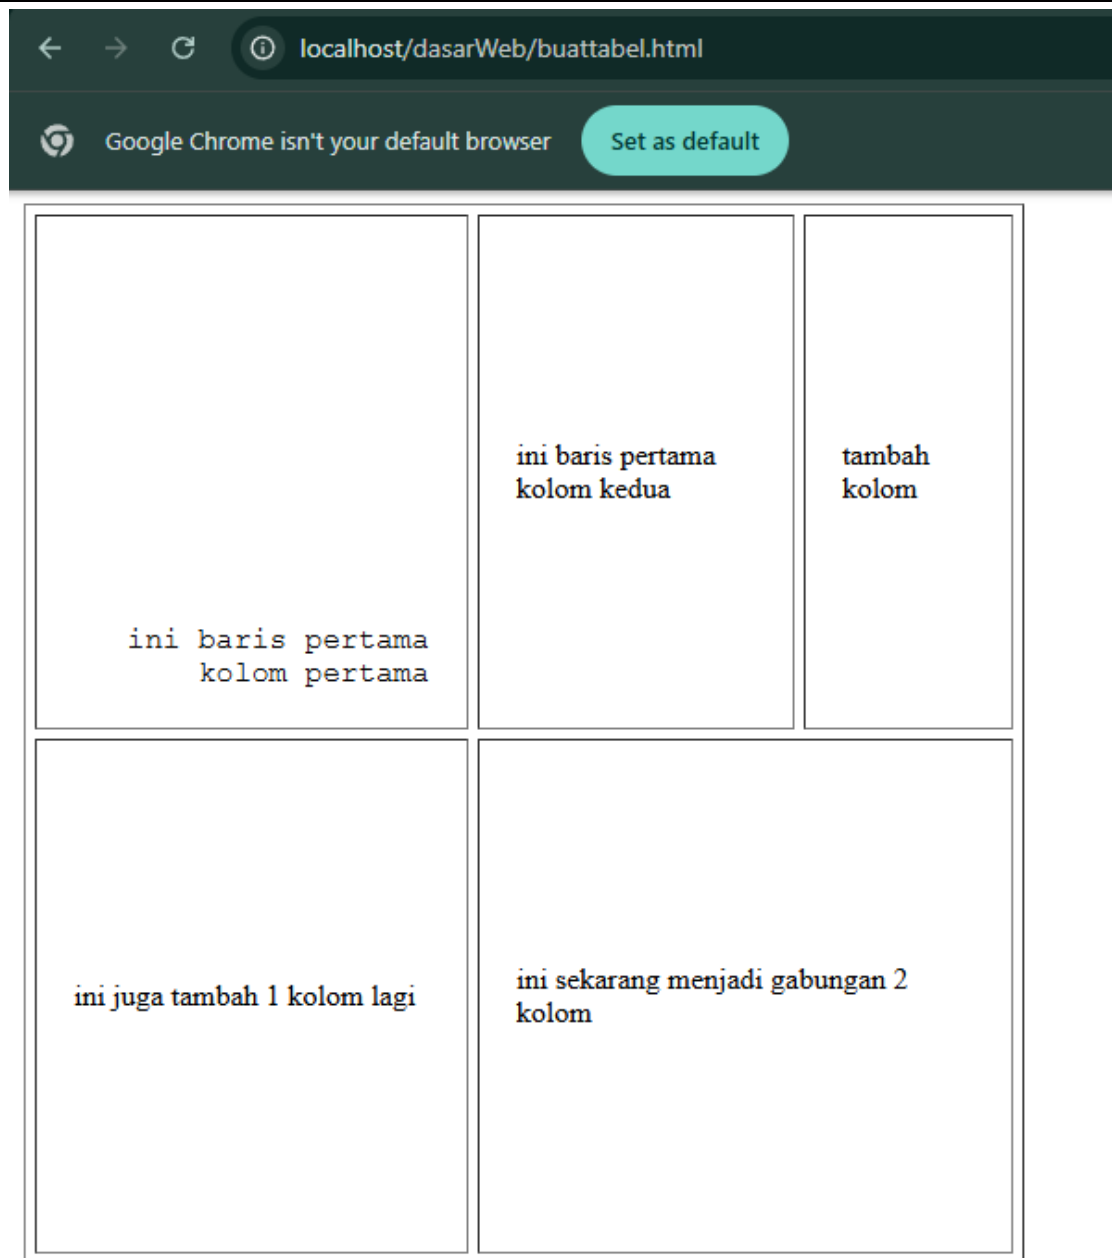 localhost/dasarWeb/buattabel.html
Google Chrome isn't your default browser
Set as default
ini baris pertama
kolom pertama
ini baris pertama
kolom kedua
tambah
kolom
ini juga tambah 1 kolom lagi
ini sekarang menjadi gabungan 2
kolom